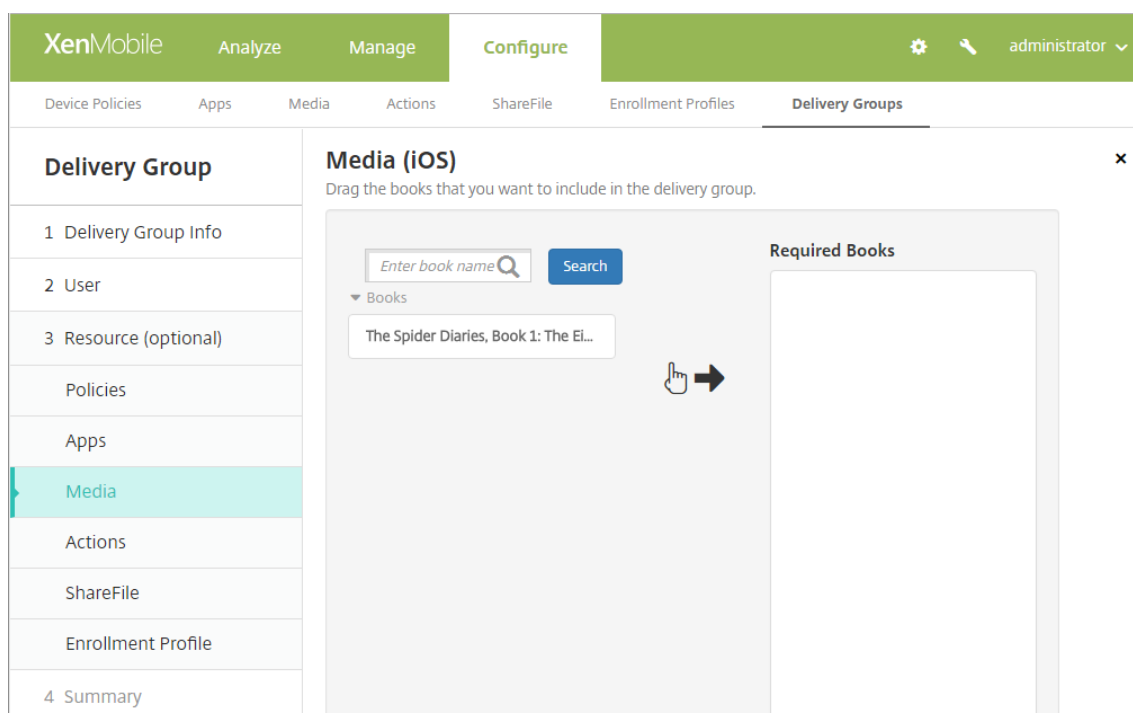 XenMobile Analyze Manage Configure administrator
Device Policies Apps Media Actions ShareFile Enrollment Profiles Delivery Groups
Delivery Group
1 Delivery Group Info
2 User
3 Resource (optional)
Policies
Apps
Media
Actions
ShareFile
Enrollment Profile
4 Summary
Media (iOS)
Drag the books that you want to include in the delivery group.
Enter book name Search
Books
The Spider Diaries, Book 1: The Ei...
Required Books